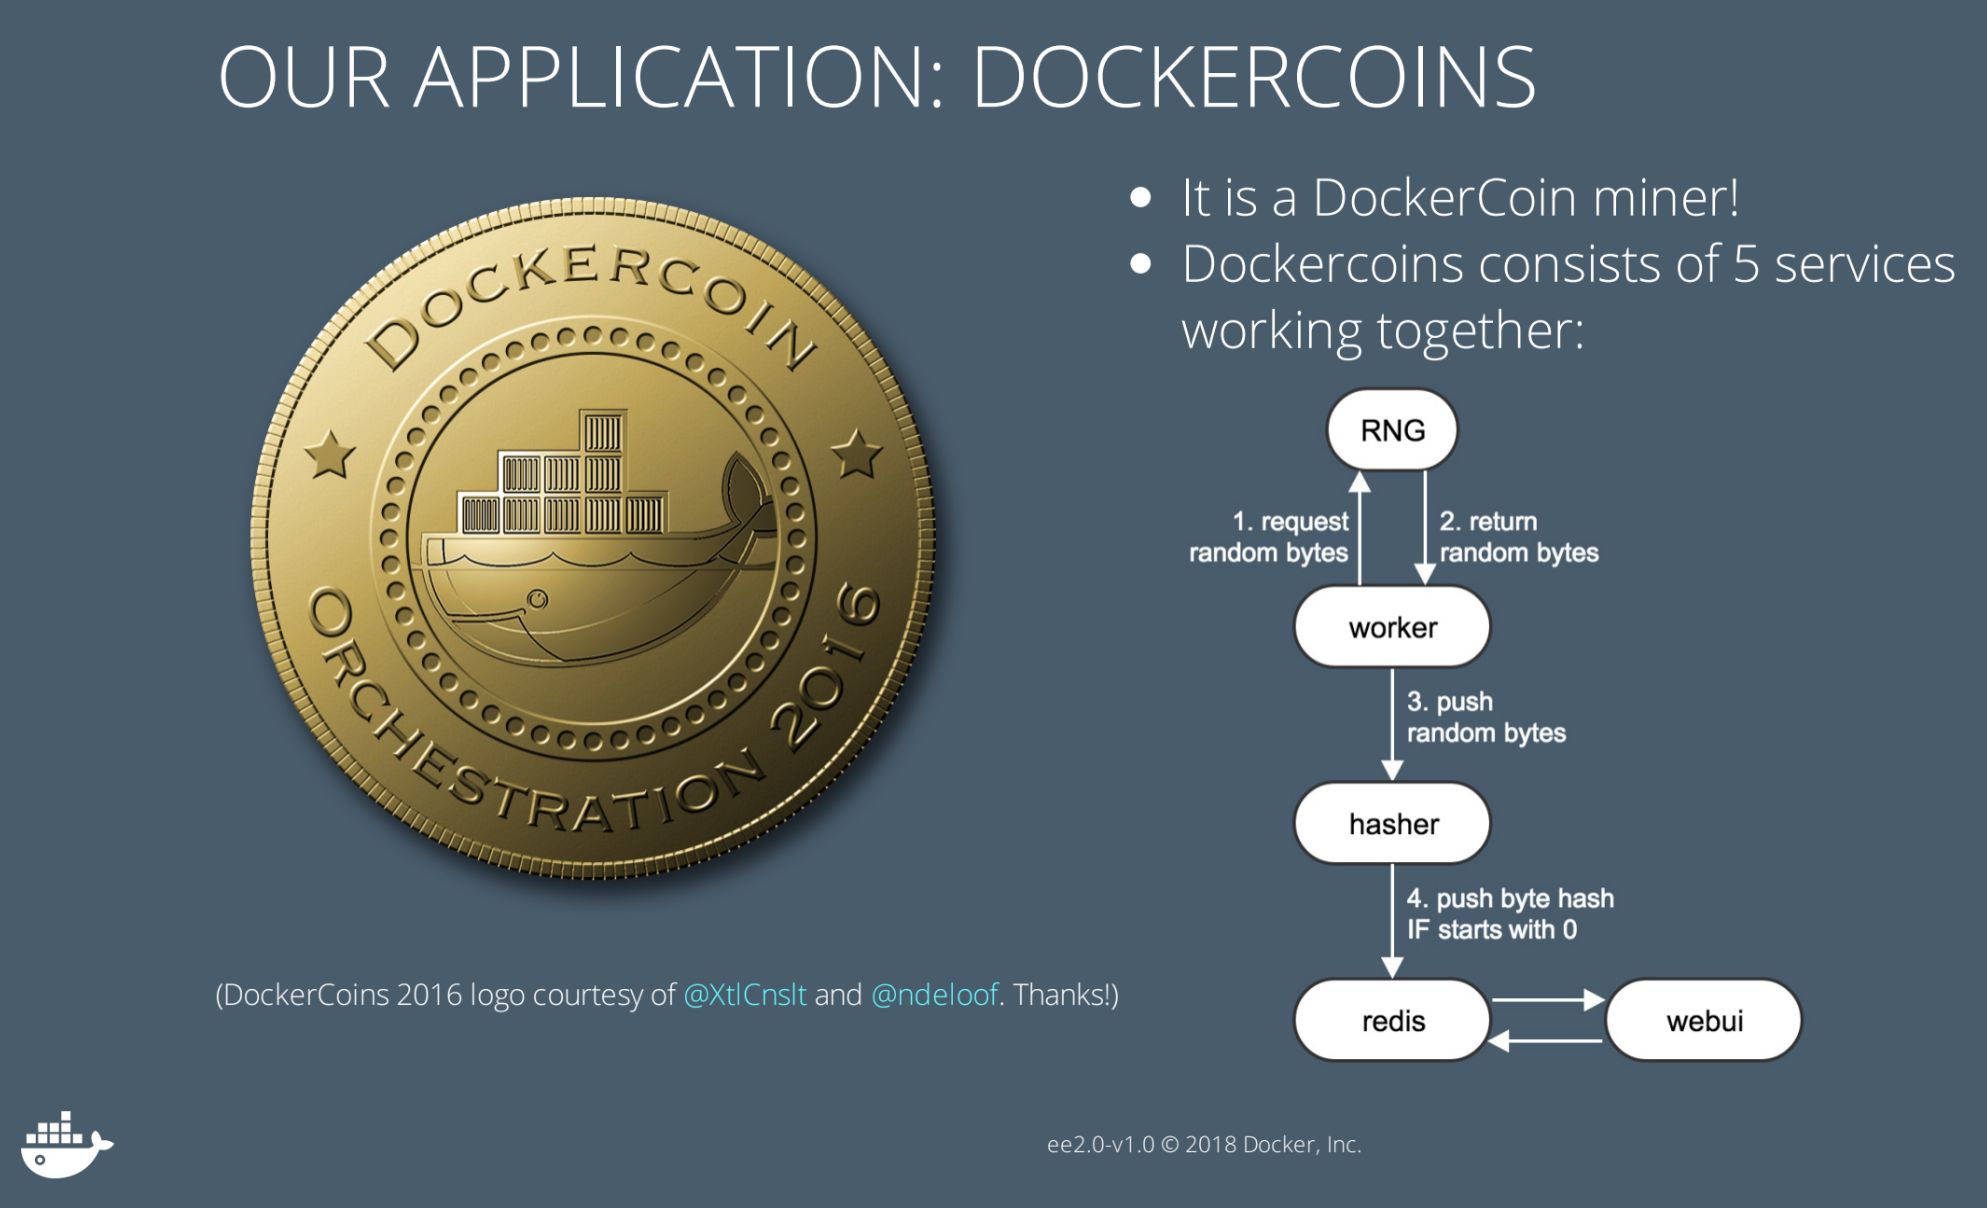 OUR APPLICATION: DOCKERCOINS
DOCKERCOIN
ORCHESTRATION 2016
(DockerCoins 2016 logo courtesy of @XtlCnslt and @ndeloof. Thanks!)
It is a DockerCoin miner!
Dockercoins consists of 5 services
working together:
RNG
1. request
random bytes
2. return
random bytes
worker
3. push
random bytes
hasher
4. push byte hash
IF starts with 0
redis
webui
ee2.0-v1.0 © 2018 Docker, Inc.